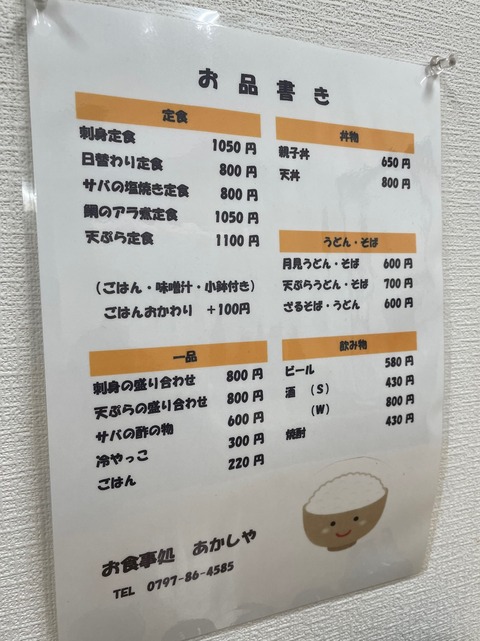 お品書き
定食
刺身定食 1050円
日替わり定食 800円
サバの塩焼き定食 800円
鯛のアラ煮定食 1050円
天ぷら定食 1100円
(ごはん・味噌汁・小鉢付き)
ごはんおかわり +100円
一品
刺身の盛り合わせ 800円
天ぷらの盛り合わせ 800円
サバの酢の物 600円
冷やっこ 300円
ごはん 220円
丼物
親子丼 650円
天丼 800円
うどん・そば
月見うどん・そば 600円
天ぷらうどん・そば 700円
ざるそば・うどん 600円
飲み物
ビール 580円
酒 (S) 430円
(W) 800円
焼酎 430円
お食事処 あかしや
TEL 0797-86-4585